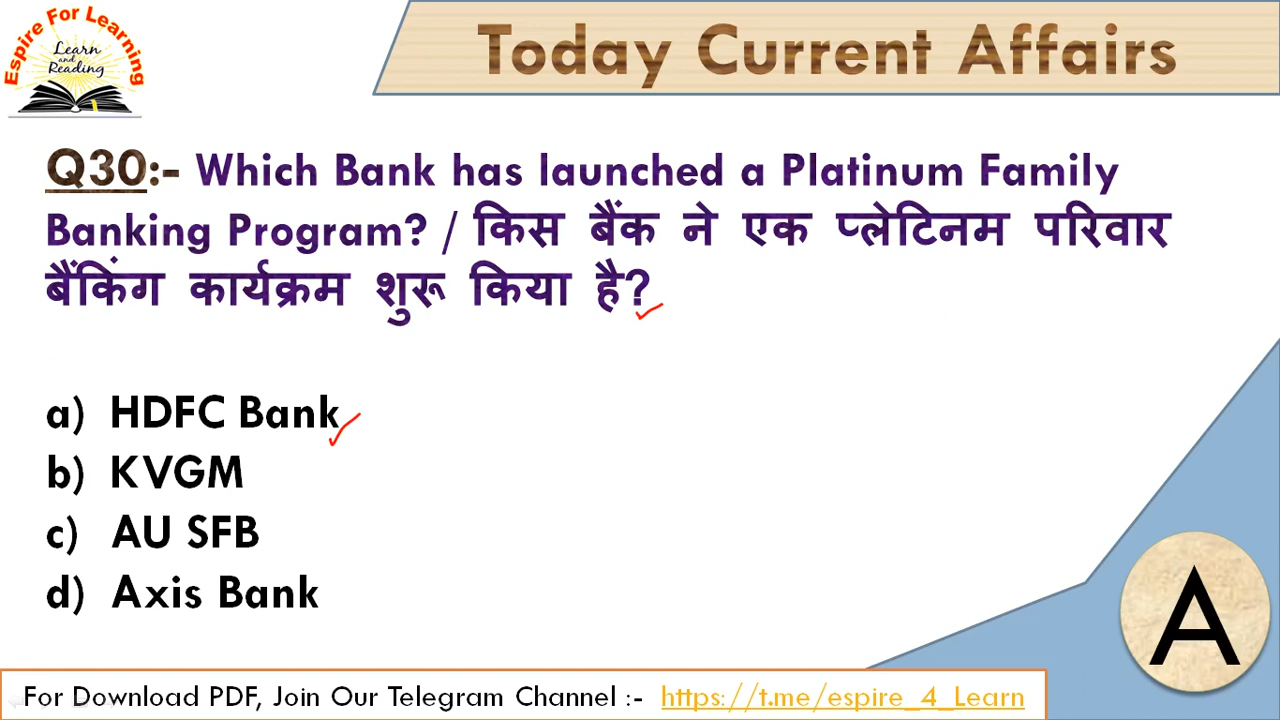 Espire For Learning
Learn
and
Reading
Today Current Affairs
Q30:- Which Bank has launched a Platinum Family
Banking Program? / किस बैंक ने एक प्लेटिनम परिवार
बैंकिंग कार्यक्रम शुरू किया है?
a) HDFC Bank
b) KVGM
c) AU SFB
d) Axis Bank
A
For Download PDF, Join Our Telegram Channel :- https://t.me/espire_4_Learn